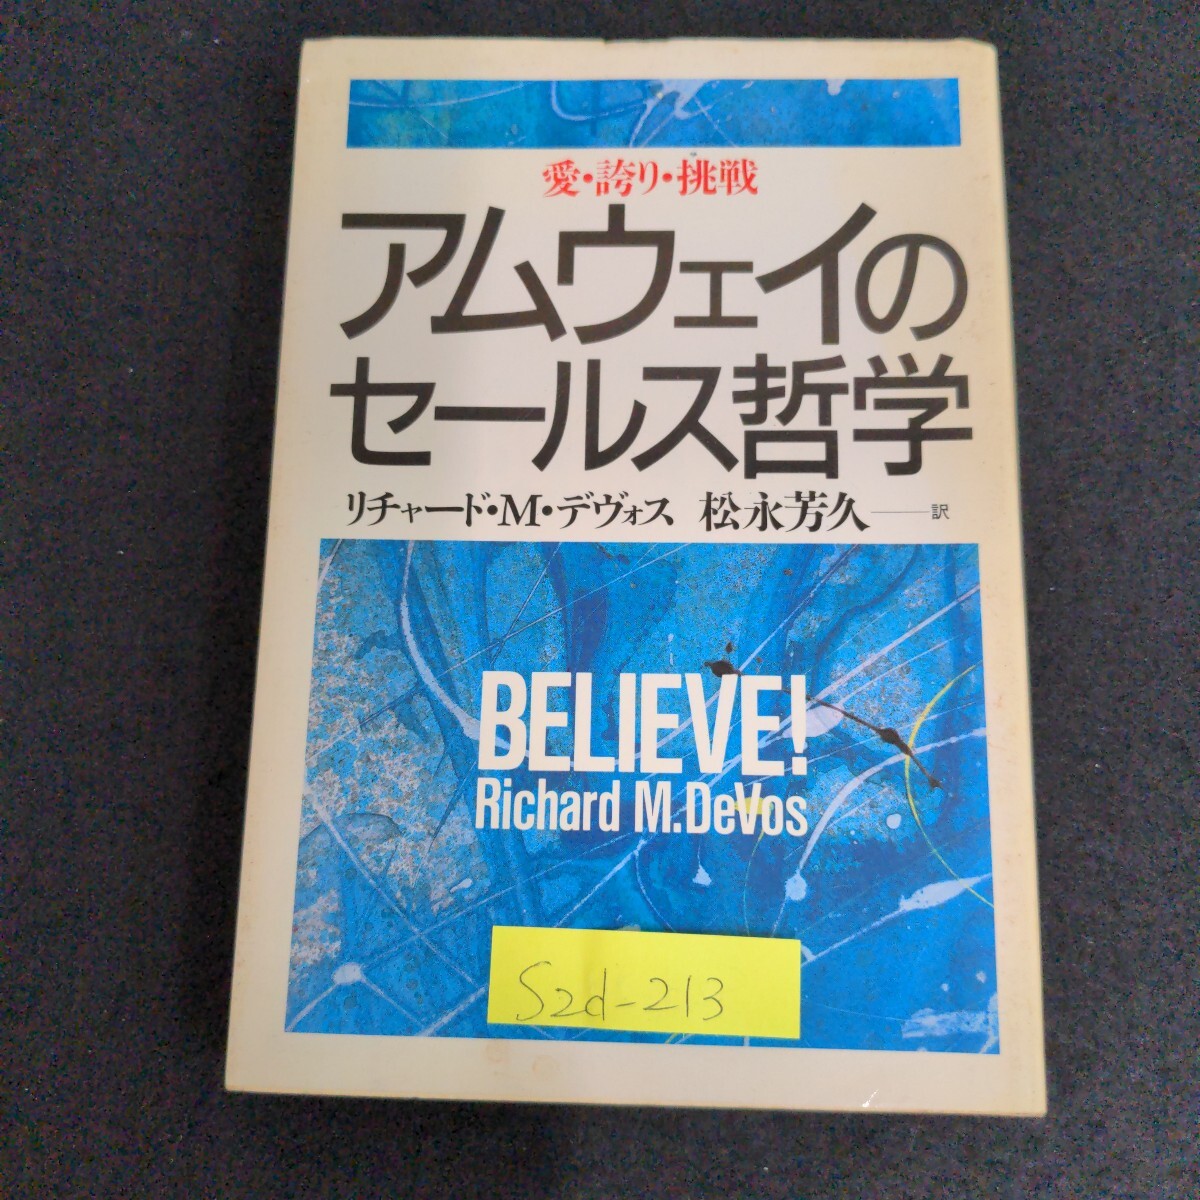 愛・誇り・挑戦
アムウェイの
セールス哲学
リチャード・M・デヴォス 松永芳久――訳
BELIEVE!
Richard M.DeVos
S2d-213